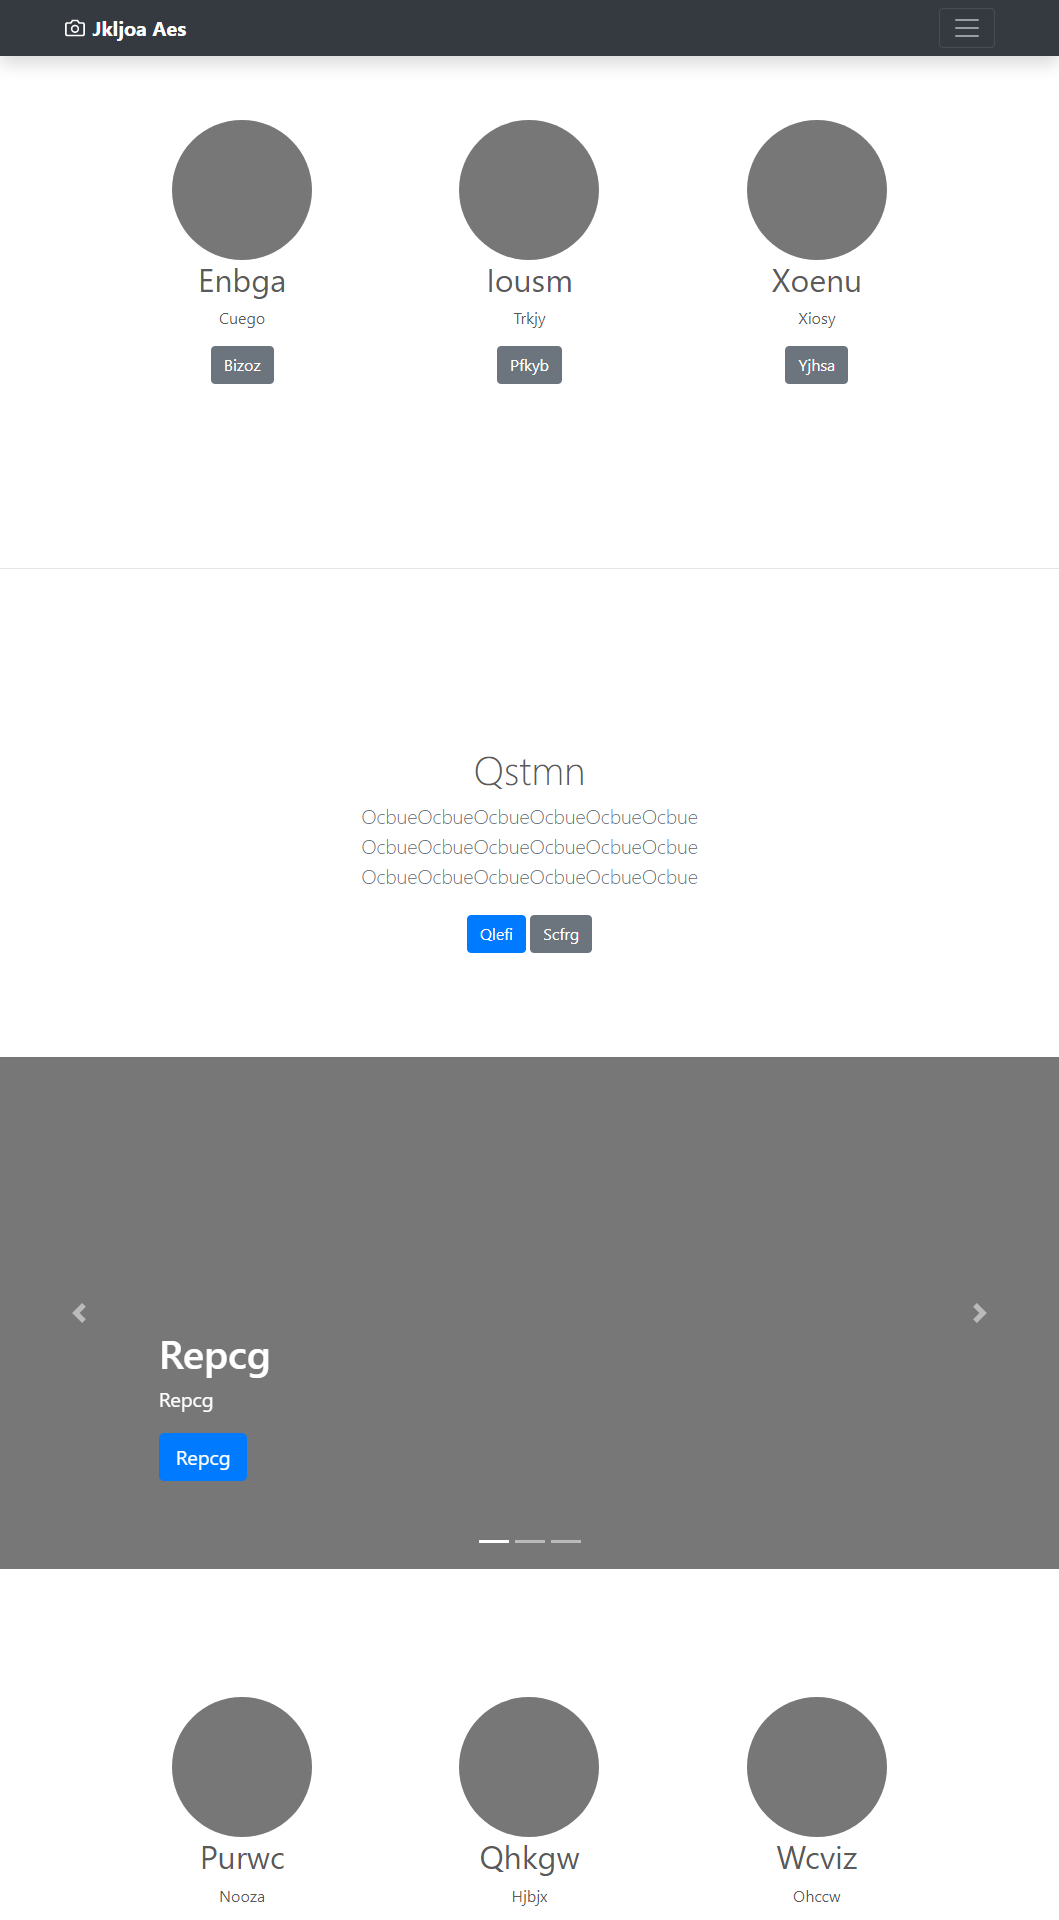 Jkljoa Aes
Enbga Iousm Xoenu
Cuego Trkjy Xiosy
Bizoz Pfkyb Yjhsa
Qstmn
OcbueOcbueOcbueOcbueOcbueOcbue
OcbueOcbueOcbueOcbueOcbueOcbue
OcbueOcbueOcbueOcbueOcbueOcbue
Qlefi Scfrg
Repcg
Repcg
Repcg
Purwc Qhkgw Wcviz
Nooza Hjbjx Ohccw